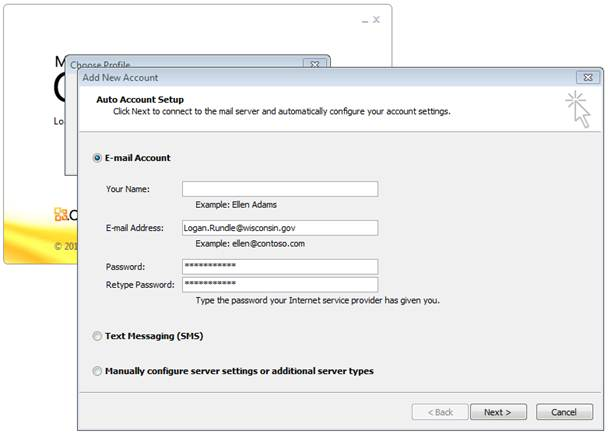 Choose Profile
Add New Account
Auto Account Setup
Click Next to connect to the mail server and automatically configure your account settings.
E-mail Account
Your Name:
Example: Ellen Adams
E-mail Address: Logan.Rundle@wisconsin.gov
Example: ellen@contoso.com
Password: ***********
Retype Password: ***********
Type the password your Internet service provider has given you.
Text Messaging (SMS)
Manually configure server settings or additional server types
< Back Next > Cancel